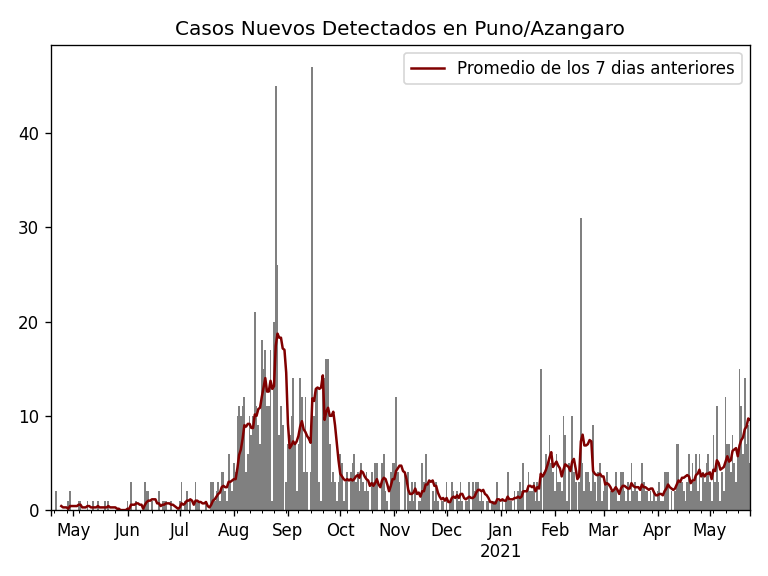 Casos Nuevos Detectados en Puno/Azangaro
Promedio de los 7 dias anteriores
40
30
20
10
0
May Jun Jul Aug Sep Oct Nov Dec Jan Feb Mar Apr May
2021